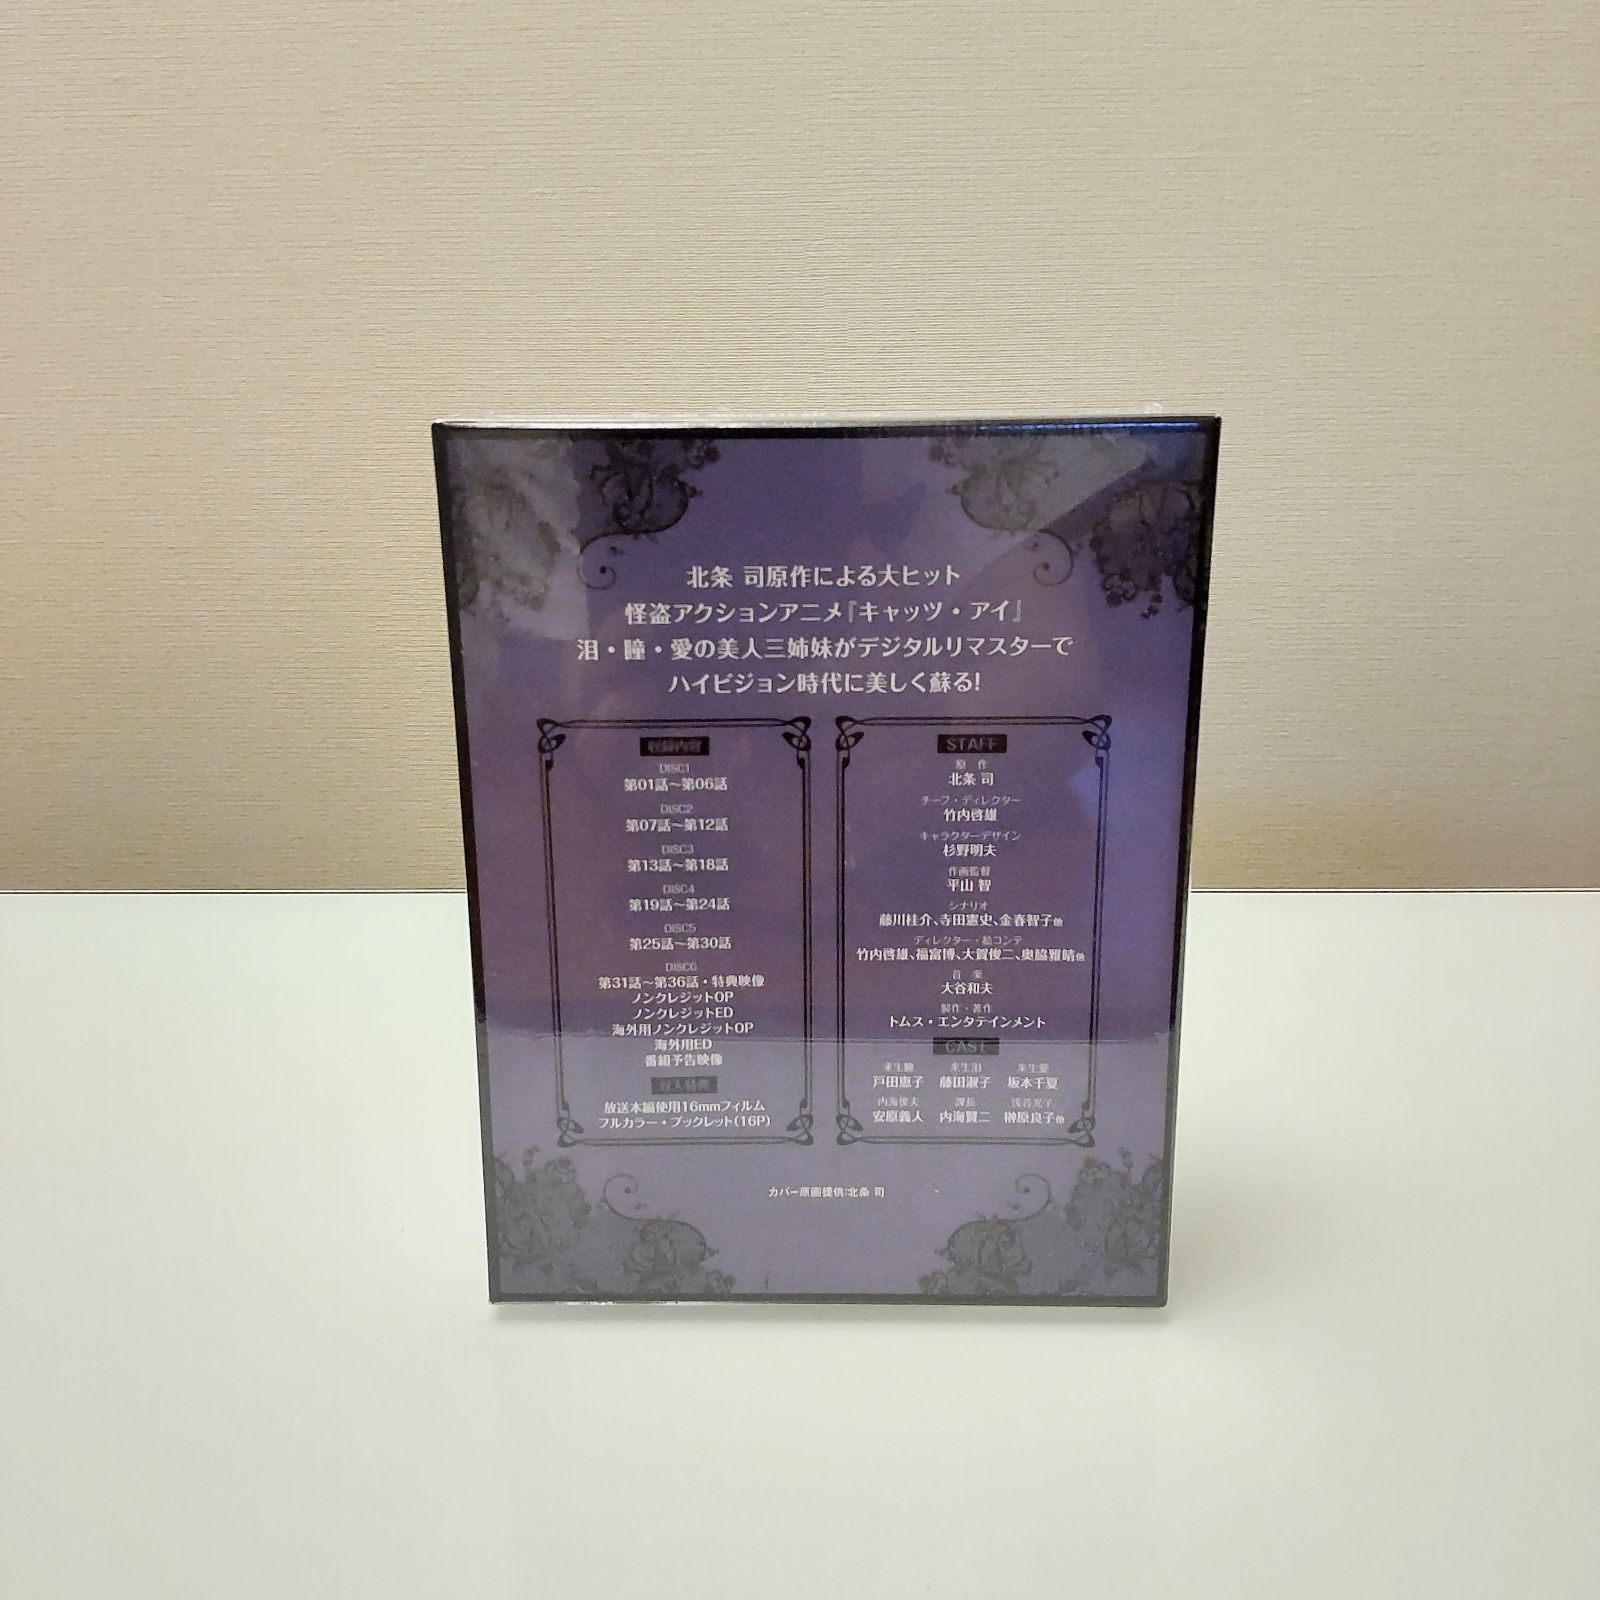 北条 司原作による大ヒット
怪盗アクションアニメ『キャッツ・アイ』
泪・瞳・愛の美人三姉妹がデジタルリマスターで
ハイビジョン時代に美しく蘇る!
収録内容
DISC1
第01話～第06話
DISC2
第07話～第12話
DISC3
第13話～第18話
DISC4
第19話～第24話
DISC5
第25話～第30話
DISC6
第31話～第36話・特典映像
ノンクレジットOP
ノンクレジットED
海外用ノンクレジットOP
海外用ED
番組予告映像
封入特典
放送本編使用16mmフィルム
フルカラー・ブックレット(16P)
STAFF
原 作
北条 司
チーフ・ディレクター
竹内啓雄
キャラクターデザイン
杉野明夫
作画監督
平山 智
シナリオ
藤川桂介、寺田憲史、金春智子他
ディレクター・絵コンテ
竹内啓雄、福富博、大賀俊二、奥脇雅晴他
音 楽
大谷和夫
製作・著作
トムス・エンタテインメント
CAST
来生瞳 来生泪 来生愛
戸田恵子 藤田淑子 坂本千夏
内海俊夫 課長 浅谷光子
安原義人 内海賢二 榊原良子他
カバー原画提供:北条 司